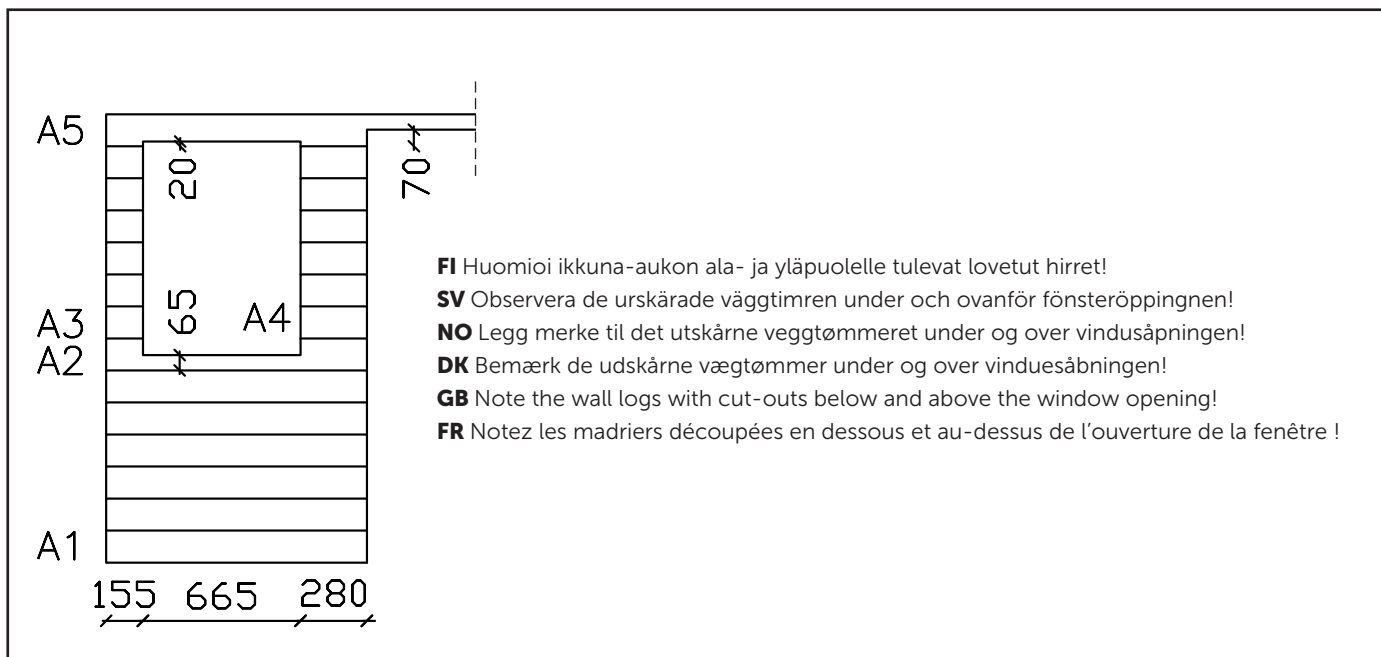 A5
20
70
FI Huomioi ikkuna-aukon ala- ja yläpuolelle tulevat lovetut hirret!
SV Observera de urskärade väggtimren under och ovanför fönsteröppingnen!
NO Legg merke til det utskårne veggtømmeret under og over vindusåpningen!
DK Bemærk de udskårne vægtømmer under og over vinduesåbningen!
GB Note the wall logs with cut-outs below and above the window opening!
FR Notez les madriers découpées en dessous et au-dessus de l'ouverture de la fenêtre !
A3
65
A4
A2
A1
155 665 280